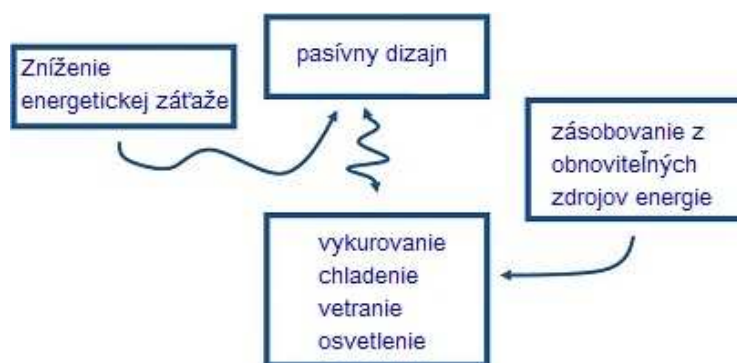 Zníženie
energetickej záťaže
pasívny dizajn
zásobovanie z
obnoviteľných
zdrojov energie
vykurovanie
chladenie
vetranie
osvetlenie